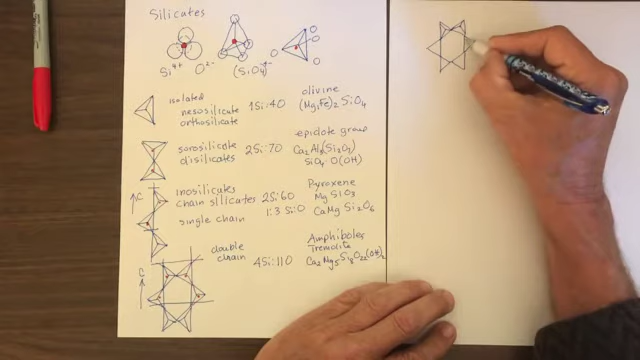 Silicates
Si4+ O2- (SiO4)4-
O
O
O
O
isolated
nesosilicate 1Si:4O
orthosilicate
olivine
(Mg,Fe)2 SiO4
sorosilicate 2Si:7O
disilicates
epidote group
Ca2Al2(Si2O7)
SiO4 O(OH)
inosilicates
chain silicates 2Si:6O
single chain 1:3 Si:O
↑C
Pyroxene
MgSiO3
CaMg Si2O6
double
chain 4Si:11O
C
Amphiboles
Tremolite
Ca2Mg5Si8O22(OH)2